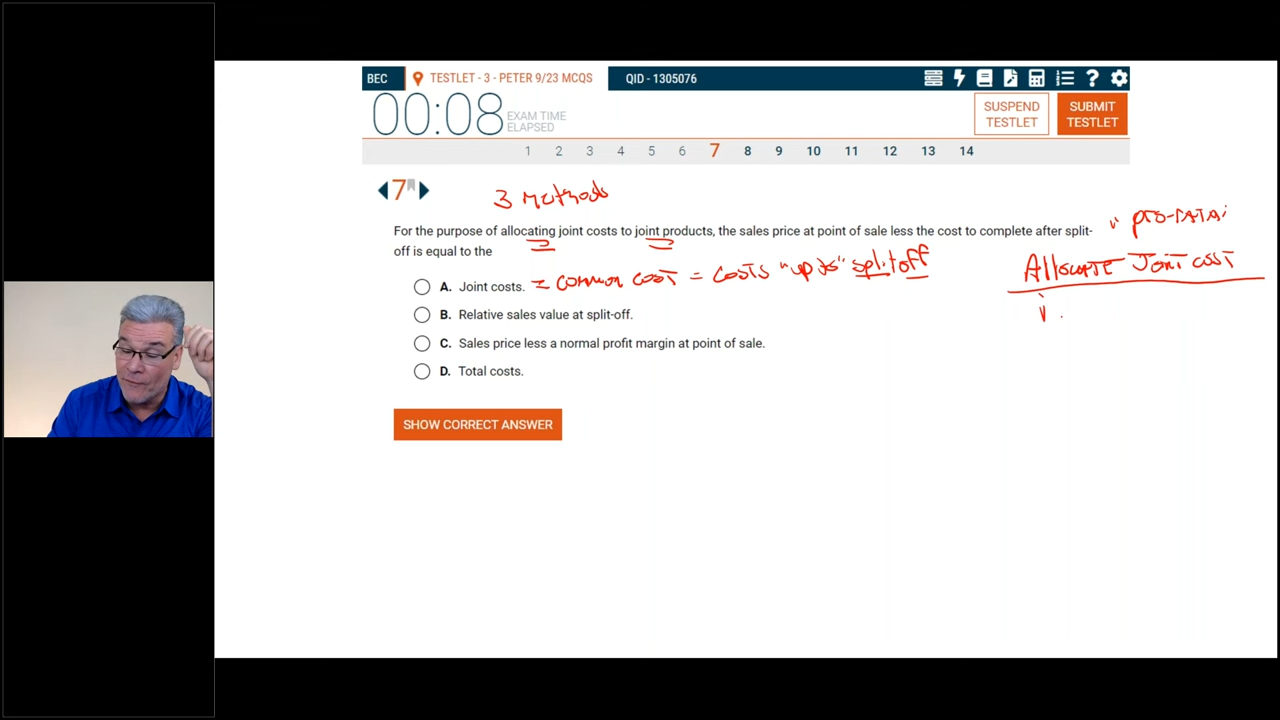 BEC TESTLET - 3 - PETER 9/23 MCQS QID - 1305076
00:08 EXAM TIME ELAPSED
SUSPEND TESTLET
SUBMIT TESTLET
1 2 3 4 5 6 7 8 9 10 11 12 13 14
7
3 methods
For the purpose of allocating joint costs to joint products, the sales price at point of sale less the cost to complete after split-
off is equal to the
A. Joint costs. = common cost = costs "up to" split off
B. Relative sales value at split-off.
C. Sales price less a normal profit margin at point of sale.
D. Total costs.
SHOW CORRECT ANSWER
" pro-rata"
Allocate Joint cost